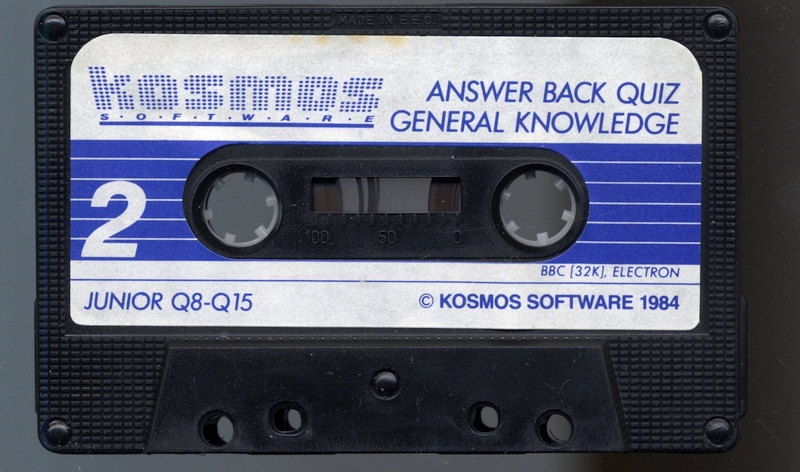 MADE IN E.E.C.
kosmos
S·O·F·T·W·A·R·E
ANSWER BACK QUIZ
GENERAL KNOWLEDGE
2
100 50 0
BBC [32K], ELECTRON
JUNIOR Q8-Q15
© KOSMOS SOFTWARE 1984